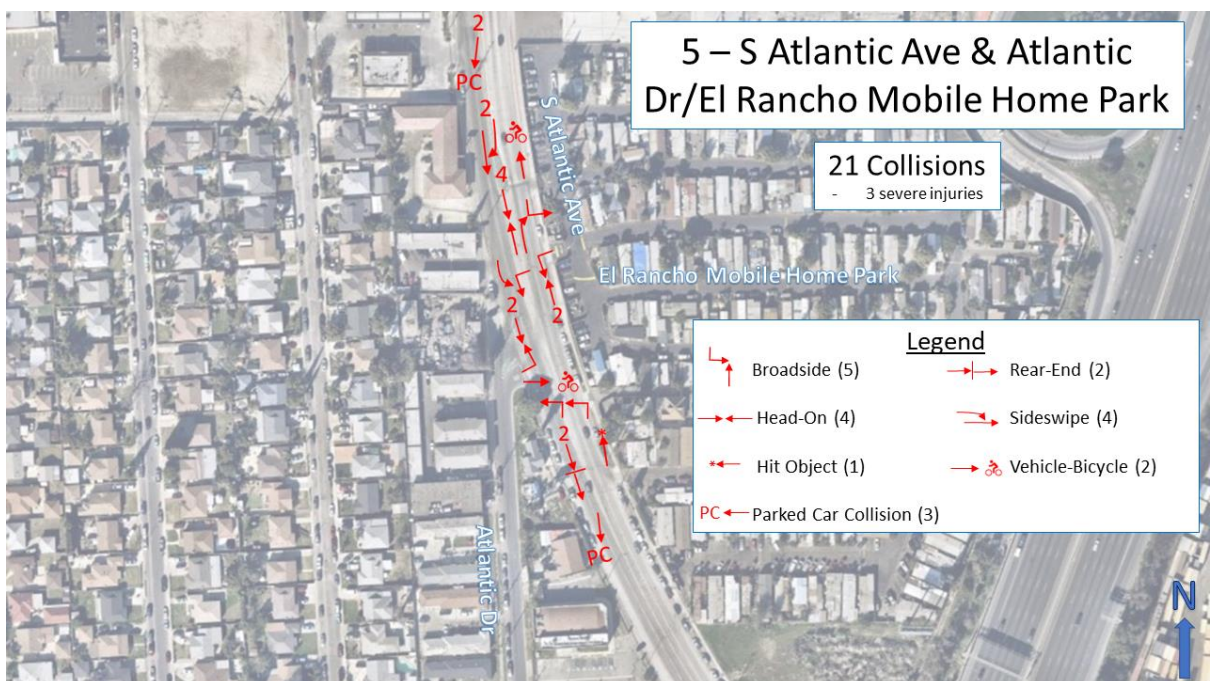 5 – S Atlantic Ave & Atlantic
Dr/El Rancho Mobile Home Park
21 Collisions
- 3 severe injuries
2
PC
2
4
S Atlantic Ave
El Rancho Mobile Home Park
2
2
2
PC
Atlantic Dr
Legend
Broadside (5)
Rear-End (2)
Head-On (4)
Sideswipe (4)
Hit Object (1)
Vehicle-Bicycle (2)
PC Parked Car Collision (3)
N